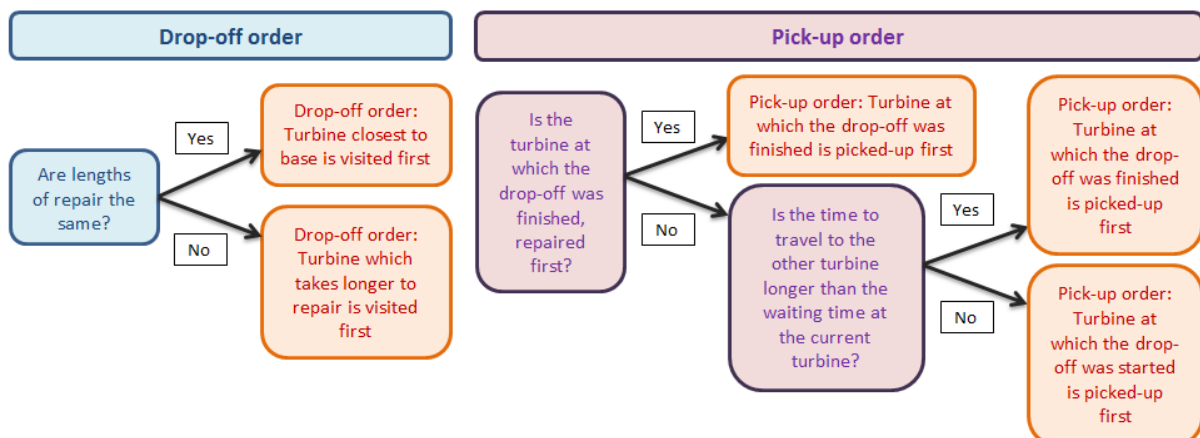 Drop-off order
Are lengths
of repair the
same?
Yes
No
Drop-off order:
Turbine closest to
base is visited first
Drop-off order:
Turbine which
takes longer to
repair is visited
first
Pick-up order
Is the
turbine at
which the
drop-off was
finished,
repaired
first?
Yes
No
Pick-up order: Turbine at
which the drop-off was
finished is picked-up first
Is the time to
travel to the
other turbine
longer than the
waiting time at
the current
turbine?
Yes
No
Pick-up order:
Turbine at
which the drop-
off was finished
is picked-up
first
Pick-up order:
Turbine at
which the drop-
off was started
is picked-up
first